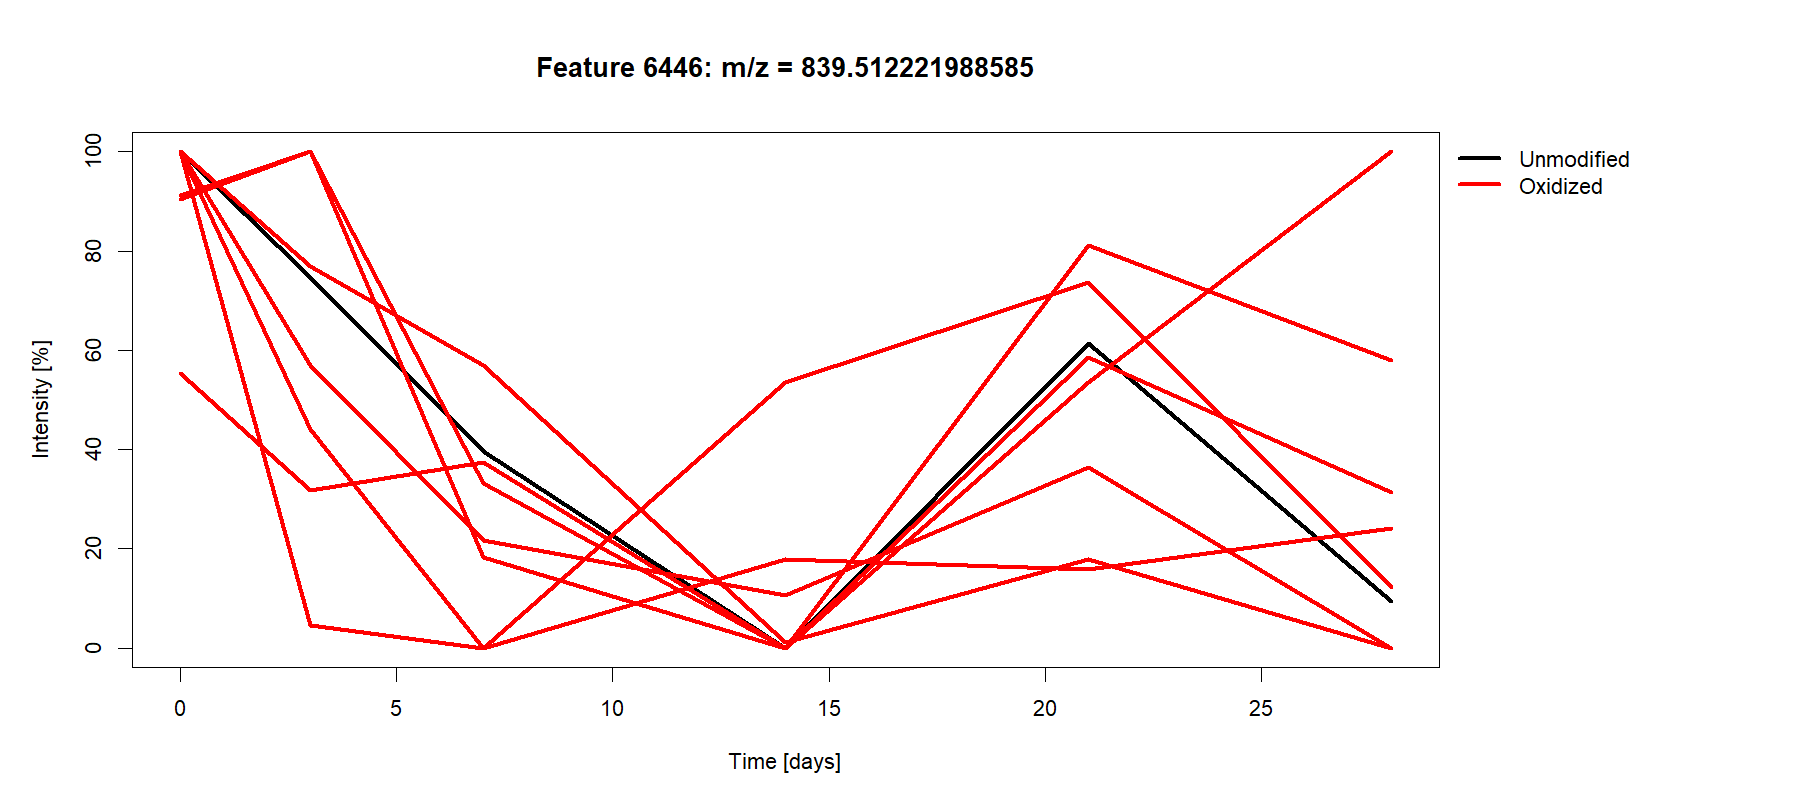 Feature 6446: m/z = 839.512221988585
Unmodified
Oxidized
Intensity [%]
100
80
60
40
20
0
0 5 10 15 20 25
Time [days]